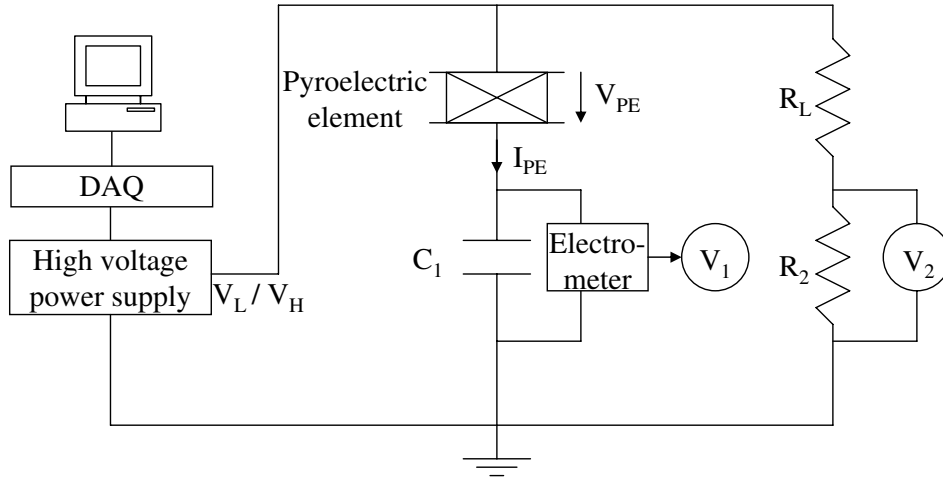 Pyroelectric
element
V_PE
R_L
I_PE
DAQ
High voltage
power supply
V_L / V_H
C_1
Electro-
meter
V_1
R_2
V_2